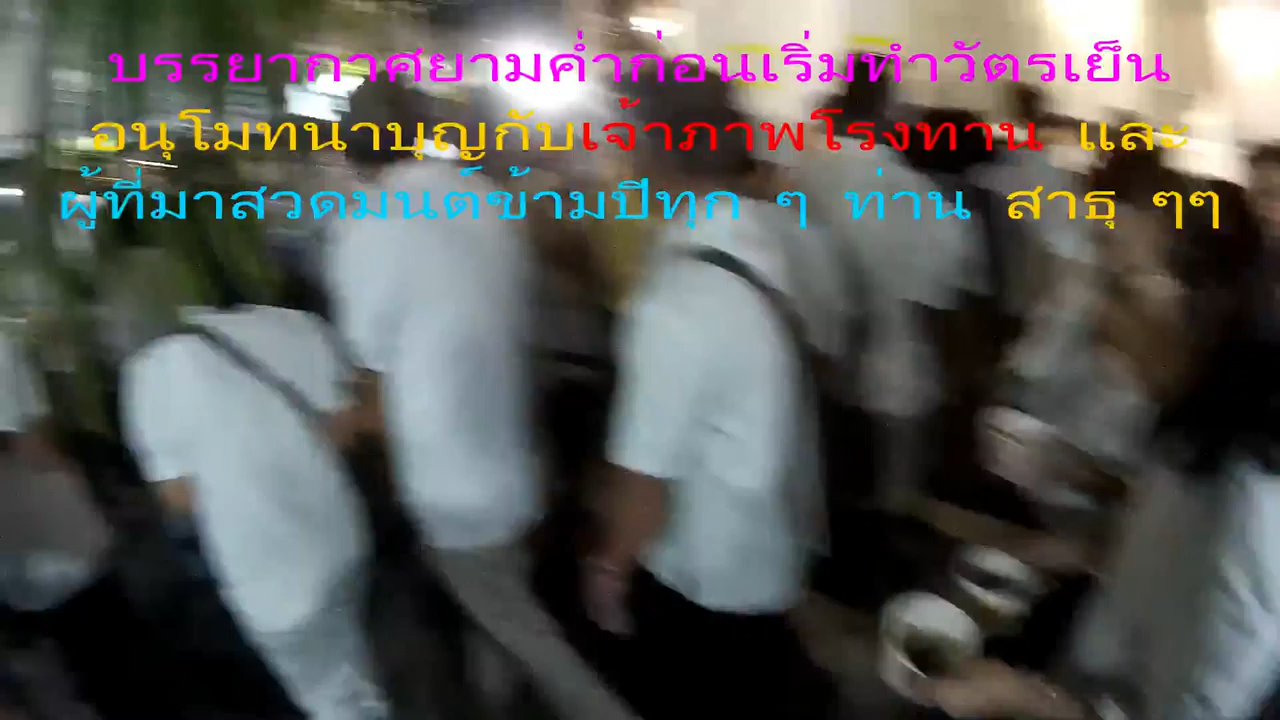 บรรยากาศยามค่ำก่อนเริ่มทำวัตรเย็น
อนุโมทนาบุญกับเจ้าภาพโรงทาน และ
ผู้ที่มาสวดมนต์ข้ามปีทุก ๆ ท่าน สาธุ ๆๆ